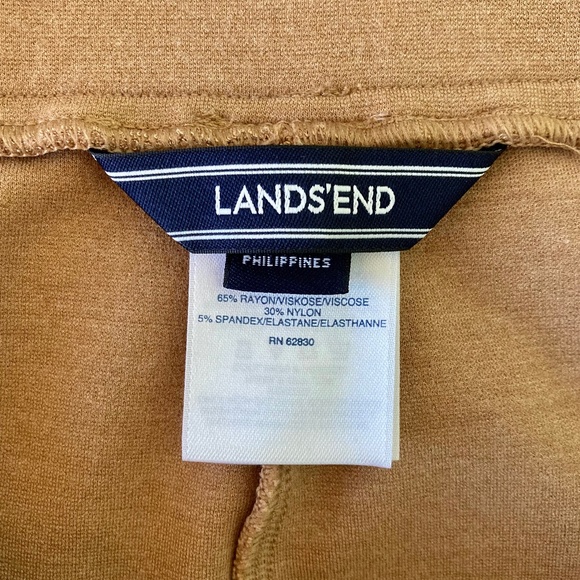 LANDS'END
PHILIPPINES
65% RAYON/VISKOSE/VISCOSE
30% NYLON
5% SPANDEX/ELASTANE/ELASTHANNE
RN 62830